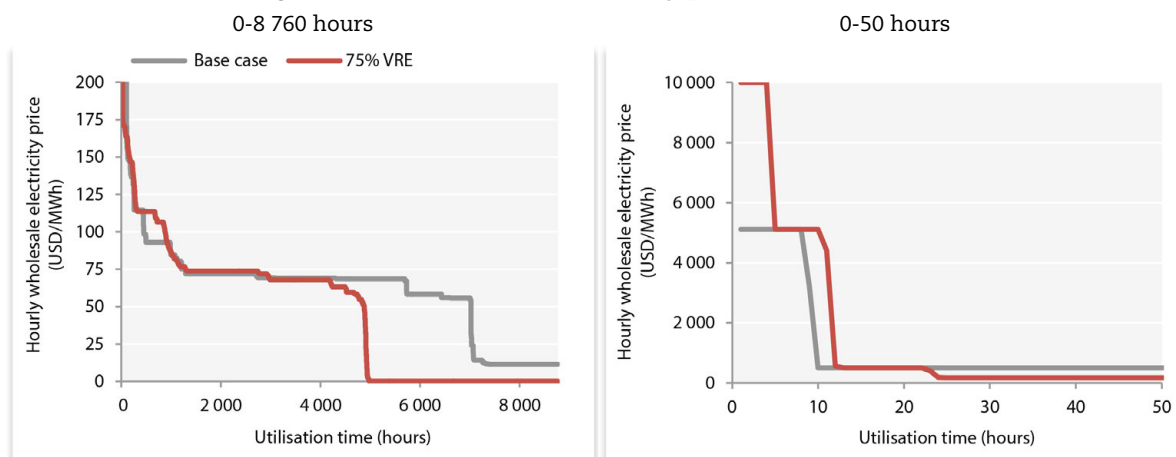 0-8 760 hours
Base case
75% VRE
Hourly wholesale electricity price
(USD/MWh)
200
175
150
125
100
75
50
25
0
0
2 000
4 000
6 000
8 000
Utilisation time (hours)
0-50 hours
Hourly wholesale electricity price
(USD/MWh)
10 000
8 000
6 000
4 000
2 000
0
0
10
20
30
40
50
Utilisation time (hours)